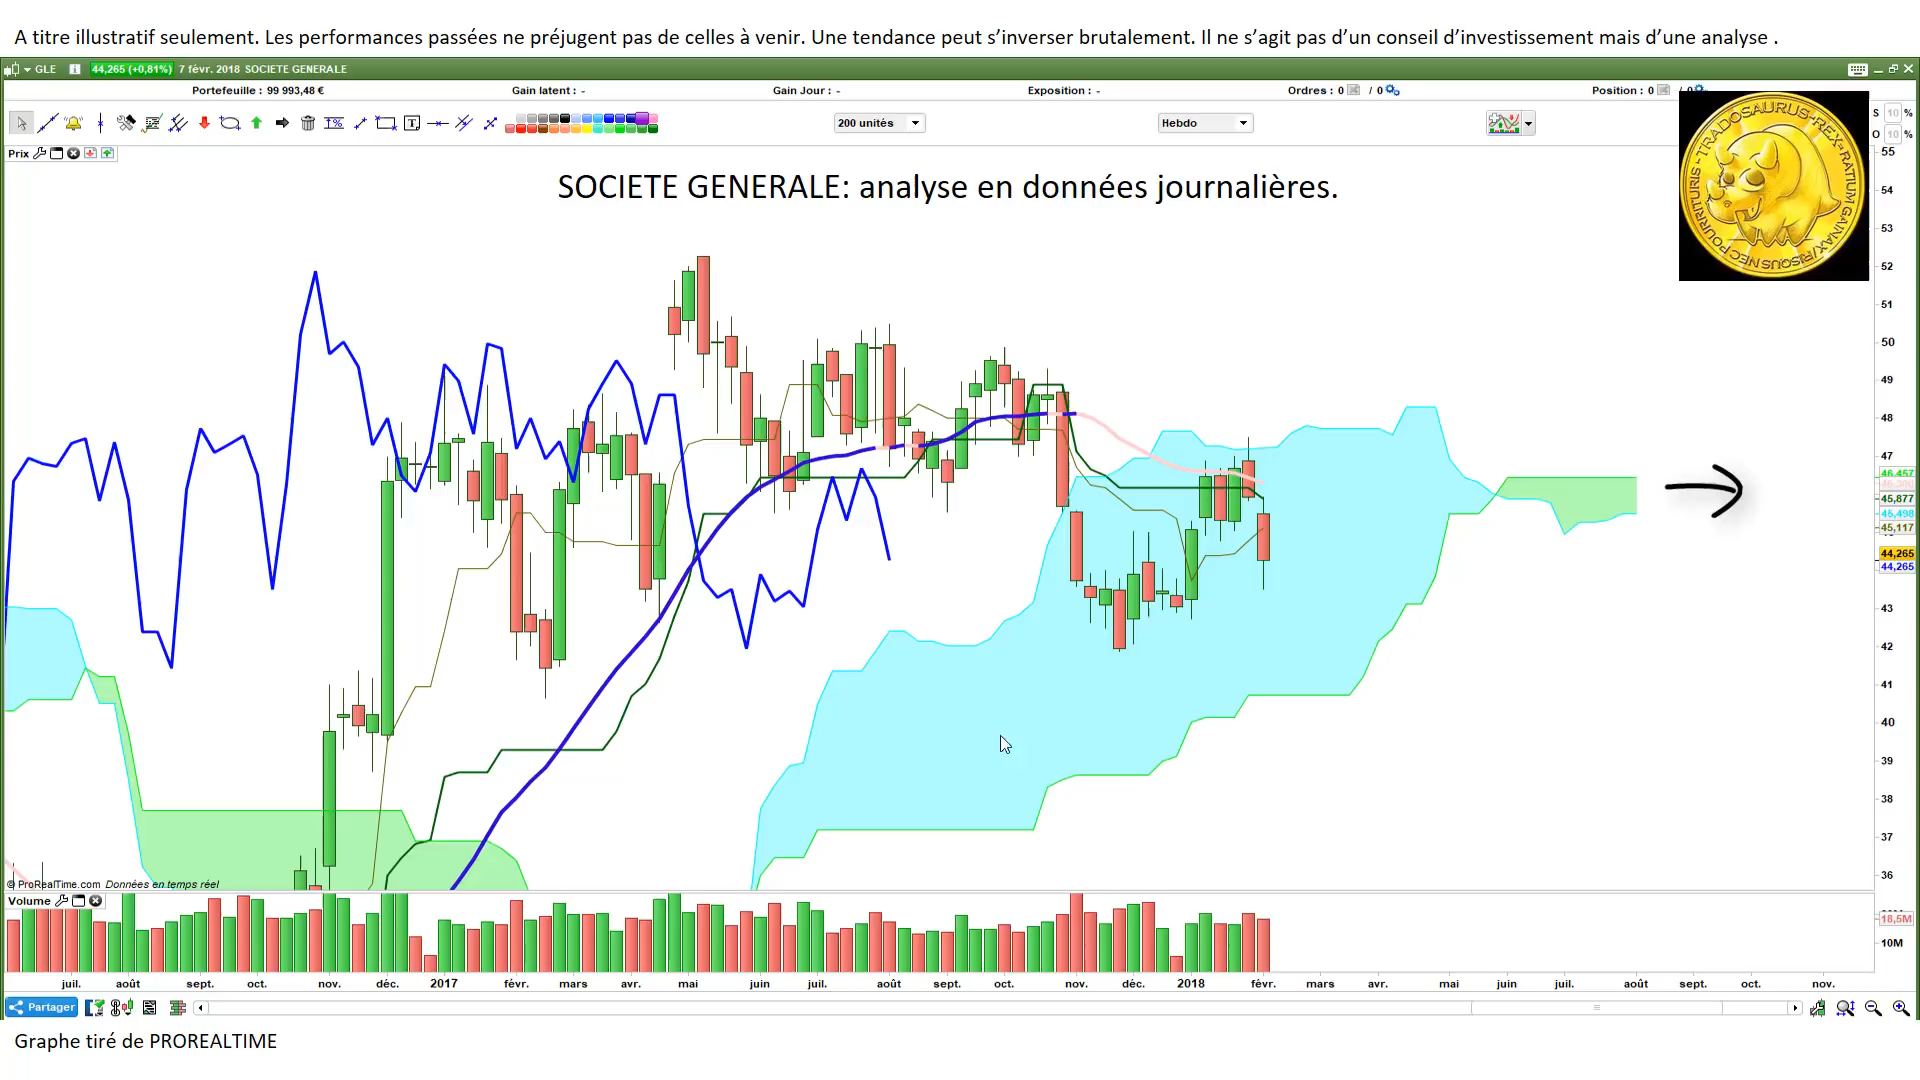 A titre illustratif seulement. Les performances passées ne préjugent pas de celles à venir. Une tendance peut s’inverser brutalement. Il ne s’agit pas d’un conseil d’investissement mais d’une analyse .
GLE 44,265 (+0,81%) 7 févr. 2018 SOCIETE GENERALE
Portefeuille : 99 993,48 € Gain latent : - Gain Jour : - Exposition : - Ordres : 0 / 0 Position : 0 / 0
200 unités Hebdo
S 10 %
O 10 %
Prix
SOCIETE GENERALE: analyse en données journalières.
TRADOSAURUS-REX-RATIUM GAINAX/RISQUS NEC POURRITURIS
55
54
53
52
51
50
49
48
47
46,457
45,877
45,498
45,117
44,265
44,265
43
42
41
40
39
38
37
36
© ProRealTime.com Données en temps réel
Volume
18,5M
10M
juil. août sept. oct. nov. déc. 2017 févr. mars avr. mai juin juil. août sept. oct. nov. déc. 2018 févr. mars avr. mai juin juil. août sept. oct. nov.
Partager
Graphe tiré de PROREALTIME